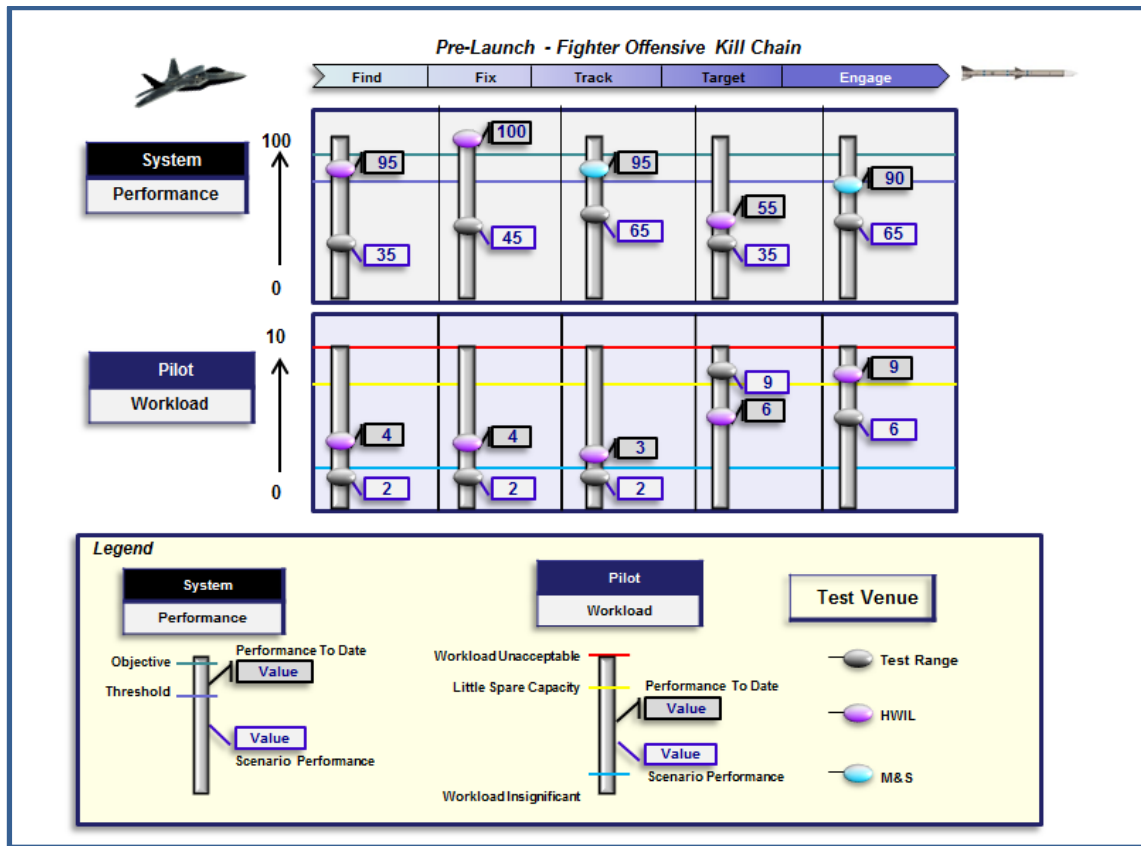 Pre-Launch - Fighter Offensive Kill Chain
Find Fix Track Target Engage
100
System
Performance
0
95 100 95 55 90
35 45 65 35 65
10
Pilot
Workload
0
4 4 3 9 9
2 2 2 6 6
Legend
System
Performance
Objective
Threshold
Performance To Date
Value
Value
Scenario Performance
Pilot
Workload
Workload Unacceptable
Little Spare Capacity
Performance To Date
Value
Value
Scenario Performance
Workload Insignificant
Test Venue
Test Range
HWIL
M&S